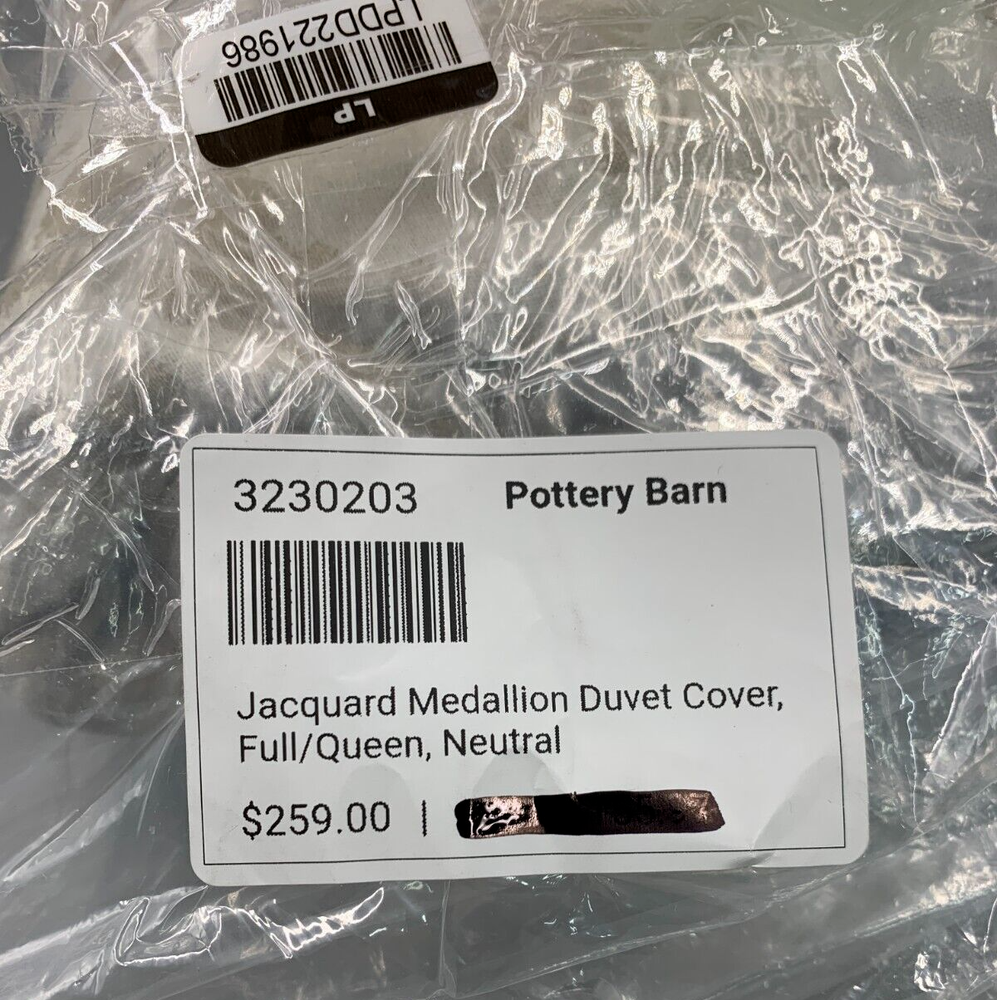 LPDD221986
LP
3230203 Pottery Barn
Jacquard Medallion Duvet Cover,
Full/Queen, Neutral
$259.00 |